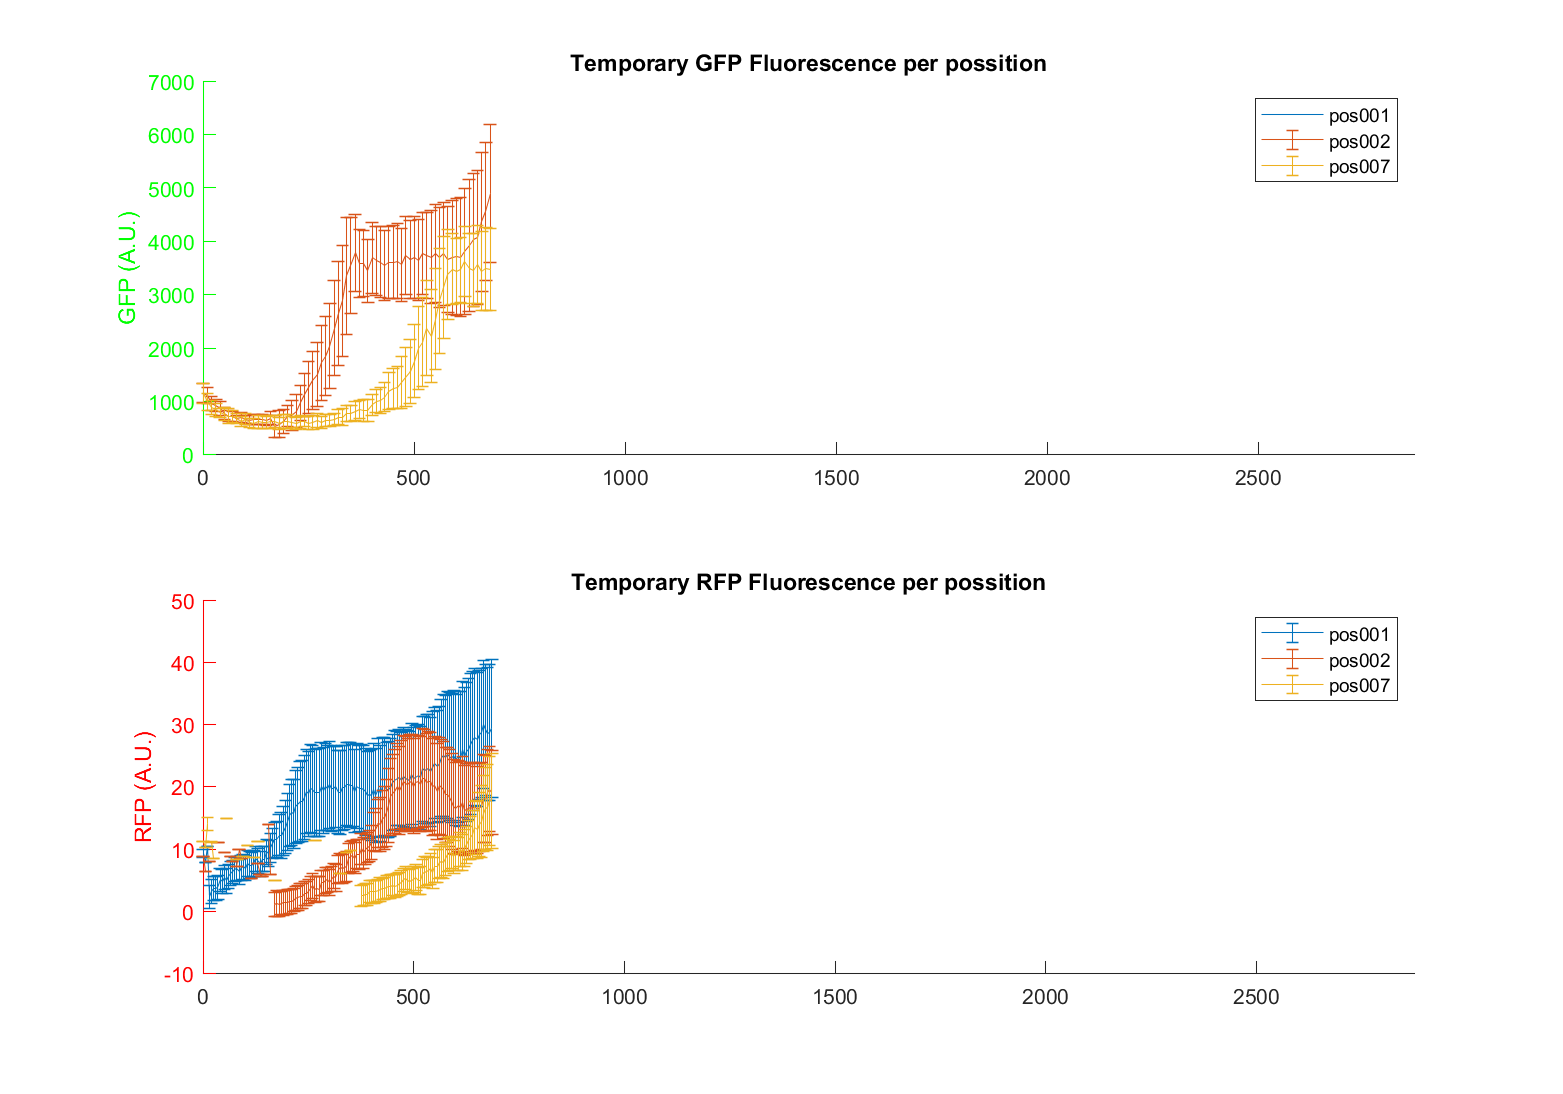 Temporary GFP Fluorescence per possition
7000
6000
5000
4000
3000
2000
1000
0
GFP (A.U.)
0 500 1000 1500 2000 2500
pos001
pos002
pos007
Temporary RFP Fluorescence per possition
50
40
30
20
10
0
-10
RFP (A.U.)
0 500 1000 1500 2000 2500
pos001
pos002
pos007